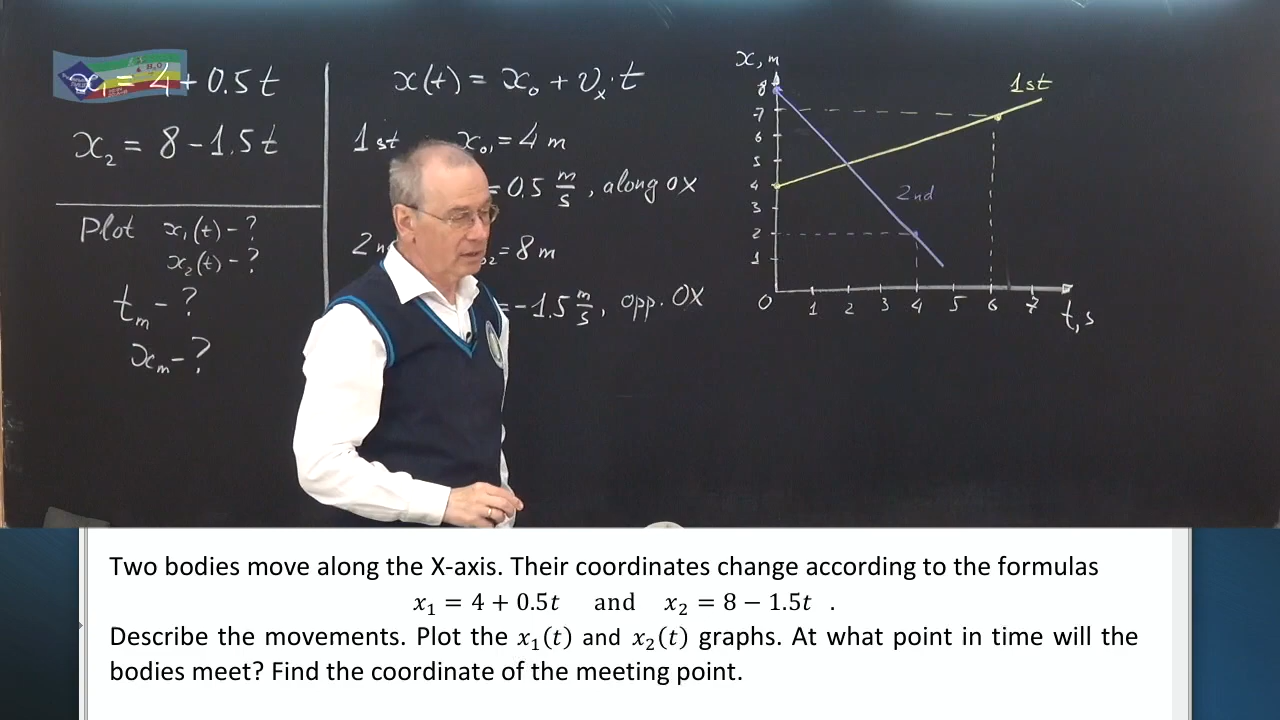 x₁ = 4 + 0.5t
x₂ = 8 - 1.5t
Plot x₁(t) - ?
x₂(t) - ?
tₘ - ?
xₘ - ?
x(t) = x₀ + vₓ · t
1st x₀₁ = 4 m
= 0.5 m/s, along OX
= 8 m
= -1.5 m/s, opp. OX
x, m
8
7
6
5
4
3
2
1
0 1 2 3 4 5 6 7
t, s
1st
2nd
Two bodies move along the X-axis. Their coordinates change according to the formulas
x₁ = 4 + 0.5t and x₂ = 8 − 1.5t .
Describe the movements. Plot the x₁(t) and x₂(t) graphs. At what point in time will the
bodies meet? Find the coordinate of the meeting point.